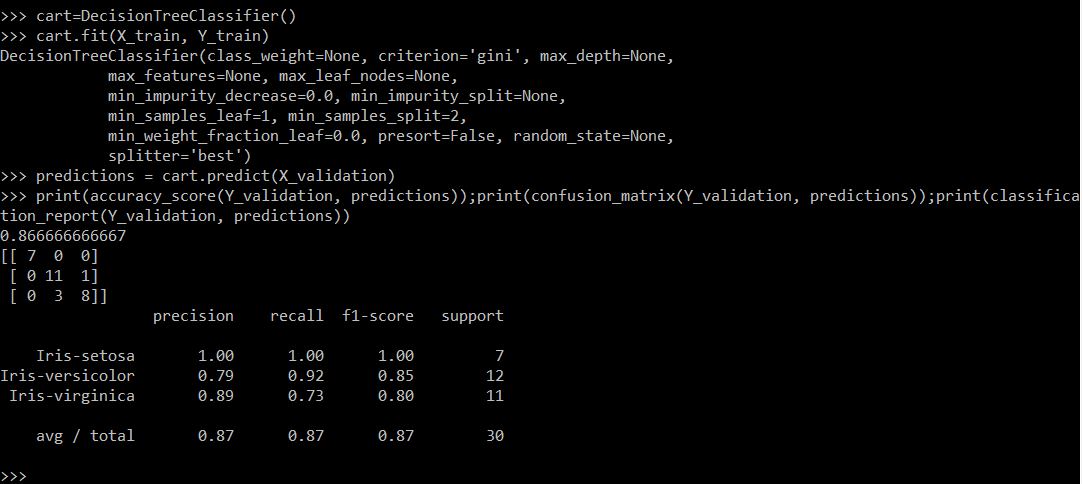 >>> cart=DecisionTreeClassifier()
>>> cart.fit(X_train, Y_train)
DecisionTreeClassifier(class_weight=None, criterion='gini', max_depth=None,
            max_features=None, max_leaf_nodes=None,
            min_impurity_decrease=0.0, min_impurity_split=None,
            min_samples_leaf=1, min_samples_split=2,
            min_weight_fraction_leaf=0.0, presort=False, random_state=None,
            splitter='best')
>>> predictions = cart.predict(X_validation)
>>> print(accuracy_score(Y_validation, predictions));print(confusion_matrix(Y_validation, predictions));print(classifica
tion_report(Y_validation, predictions))
0.866666666667
[[ 7  0  0]
 [ 0 11  1]
 [ 0  3  8]]
                 precision    recall  f1-score   support

    Iris-setosa       1.00      1.00      1.00         7
Iris-versicolor       0.79      0.92      0.85        12
 Iris-virginica       0.89      0.73      0.80        11

    avg / total       0.87      0.87      0.87        30

>>>